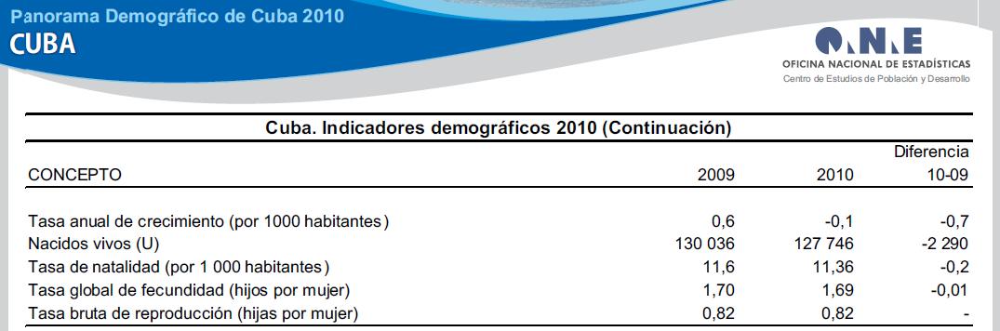 Panorama Demográfico de Cuba 2010
CUBA
O.N.E
OFICINA NACIONAL DE ESTADÍSTICAS
Centro de Estudios de Población y Desarrollo
Cuba. Indicadores demográficos 2010 (Continuación)
Diferencia
CONCEPTO 2009 2010 10-09
Tasa anual de crecimiento (por 1000 habitantes) 0,6 -0,1 -0,7
Nacidos vivos (U) 130 036 127 746 -2 290
Tasa de natalidad (por 1 000 habitantes) 11,6 11,36 -0,2
Tasa global de fecundidad (hijos por mujer) 1,70 1,69 -0,01
Tasa bruta de reproducción (hijas por mujer) 0,82 0,82 -